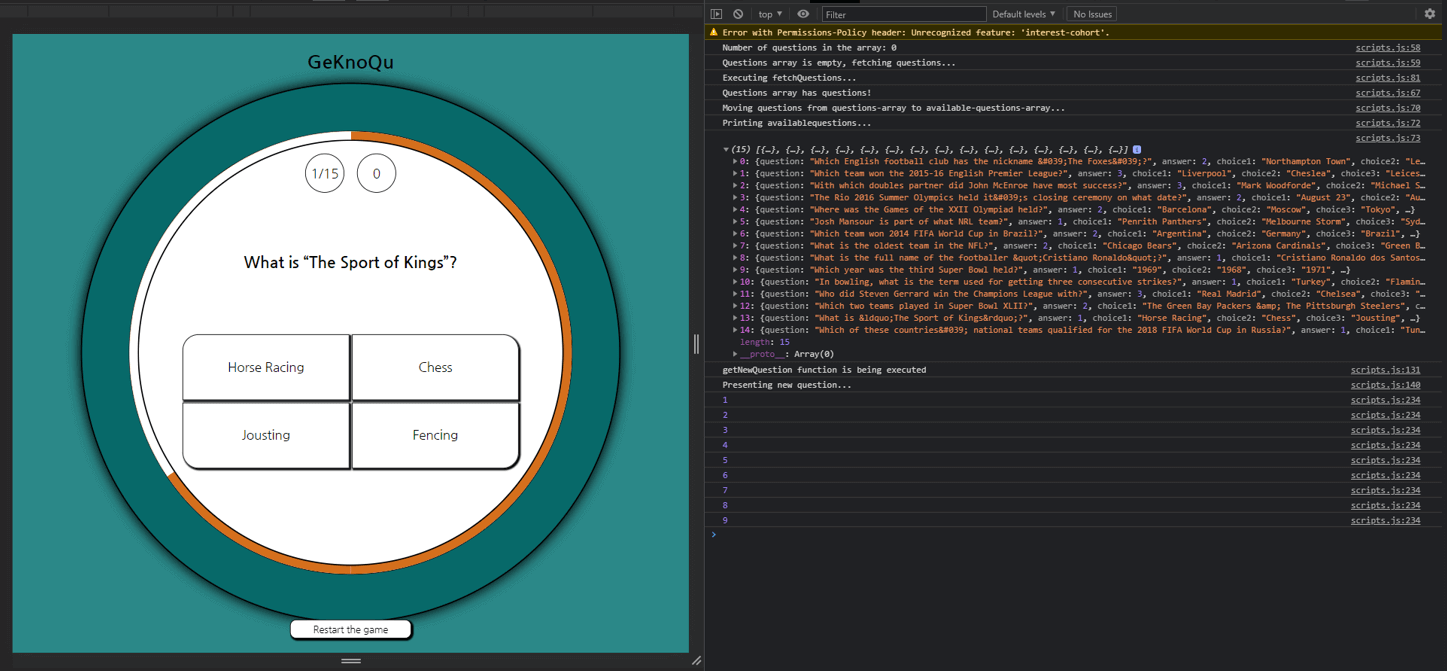 GeKnoQu
1/15
0
What is “The Sport of Kings”?
Horse Racing
Chess
Jousting
Fencing
Restart the game
top ▼
Filter
Default levels ▼
No Issues
Error with Permissions-Policy header: Unrecognized feature: 'interest-cohort'.
Number of questions in the array: 0 scripts.js:58
Questions array is empty, fetching questions... scripts.js:59
Executing fetchQuestions... scripts.js:81
Questions array has questions! scripts.js:67
Moving questions from questions-array to available-questions-array... scripts.js:70
Printing availablequestions... scripts.js:72
scripts.js:73
(15) [{…}, {…}, {…}, {…}, {…}, {…}, {…}, {…}, {…}, {…}, {…}, {…}, {…}, {…}, {…}] i
0: {question: "Which English football club has the nickname &#039;The Foxes&#039;?", answer: 2, choice1: "Northampton Town", choice2: "Le…
1: {question: "Which team won the 2015-16 English Premier League?", answer: 3, choice1: "Liverpool", choice2: "Cheslea", choice3: "Leices…
2: {question: "With which doubles partner did John McEnroe have most success?", answer: 3, choice1: "Mark Woodforde", choice2: "Michael S…
3: {question: "The Rio 2016 Summer Olympics held it&#039;s closing ceremony on what date?", answer: 2, choice1: "August 23", choice2: "Au…
4: {question: "Where was the Games of the XXII Olympiad held?", answer: 2, choice1: "Barcelona", choice2: "Moscow", choice3: "Tokyo", …}
5: {question: "Josh Mansour is part of what NRL team?", answer: 1, choice1: "Penrith Panthers", choice2: "Melbourne Storm", choice3: "Syd…
6: {question: "Which team won 2014 FIFA World Cup in Brazil?", answer: 2, choice1: "Argentina", choice2: "Germany", choice3: "Brazil", …}
7: {question: "What is the oldest team in the NFL?", answer: 2, choice1: "Chicago Bears", choice2: "Arizona Cardinals", choice3: "Green B…
8: {question: "What is the full name of the footballer &quot;Cristiano Ronaldo&quot;?", answer: 1, choice1: "Cristiano Ronaldo dos Santos…
9: {question: "Which year was the third Super Bowl held?", answer: 1, choice1: "1969", choice2: "1968", choice3: "1971", …}
10: {question: "In bowling, what is the term used for getting three consecutive strikes?", answer: 1, choice1: "Turkey", choice2: "Flamin…
11: {question: "Who did Steven Gerrard win the Champions League with?", answer: 3, choice1: "Real Madrid", choice2: "Chelsea", choice3: "…
12: {question: "Which two teams played in Super Bowl XLII?", answer: 2, choice1: "The Green Bay Packers &amp; The Pittsburgh Steelers", c…
13: {question: "What is &ldquo;The Sport of Kings&rdquo;?", answer: 1, choice1: "Horse Racing", choice2: "Chess", choice3: "Jousting", …}
14: {question: "Which of these countries&#039; national teams qualified for the 2018 FIFA World Cup in Russia?", answer: 1, choice1: "Tun…
length: 15
__proto__: Array(0)
getNewQuestion function is being executed scripts.js:131
Presenting new question... scripts.js:140
1 scripts.js:234
2 scripts.js:234
3 scripts.js:234
4 scripts.js:234
5 scripts.js:234
6 scripts.js:234
7 scripts.js:234
8 scripts.js:234
9 scripts.js:234